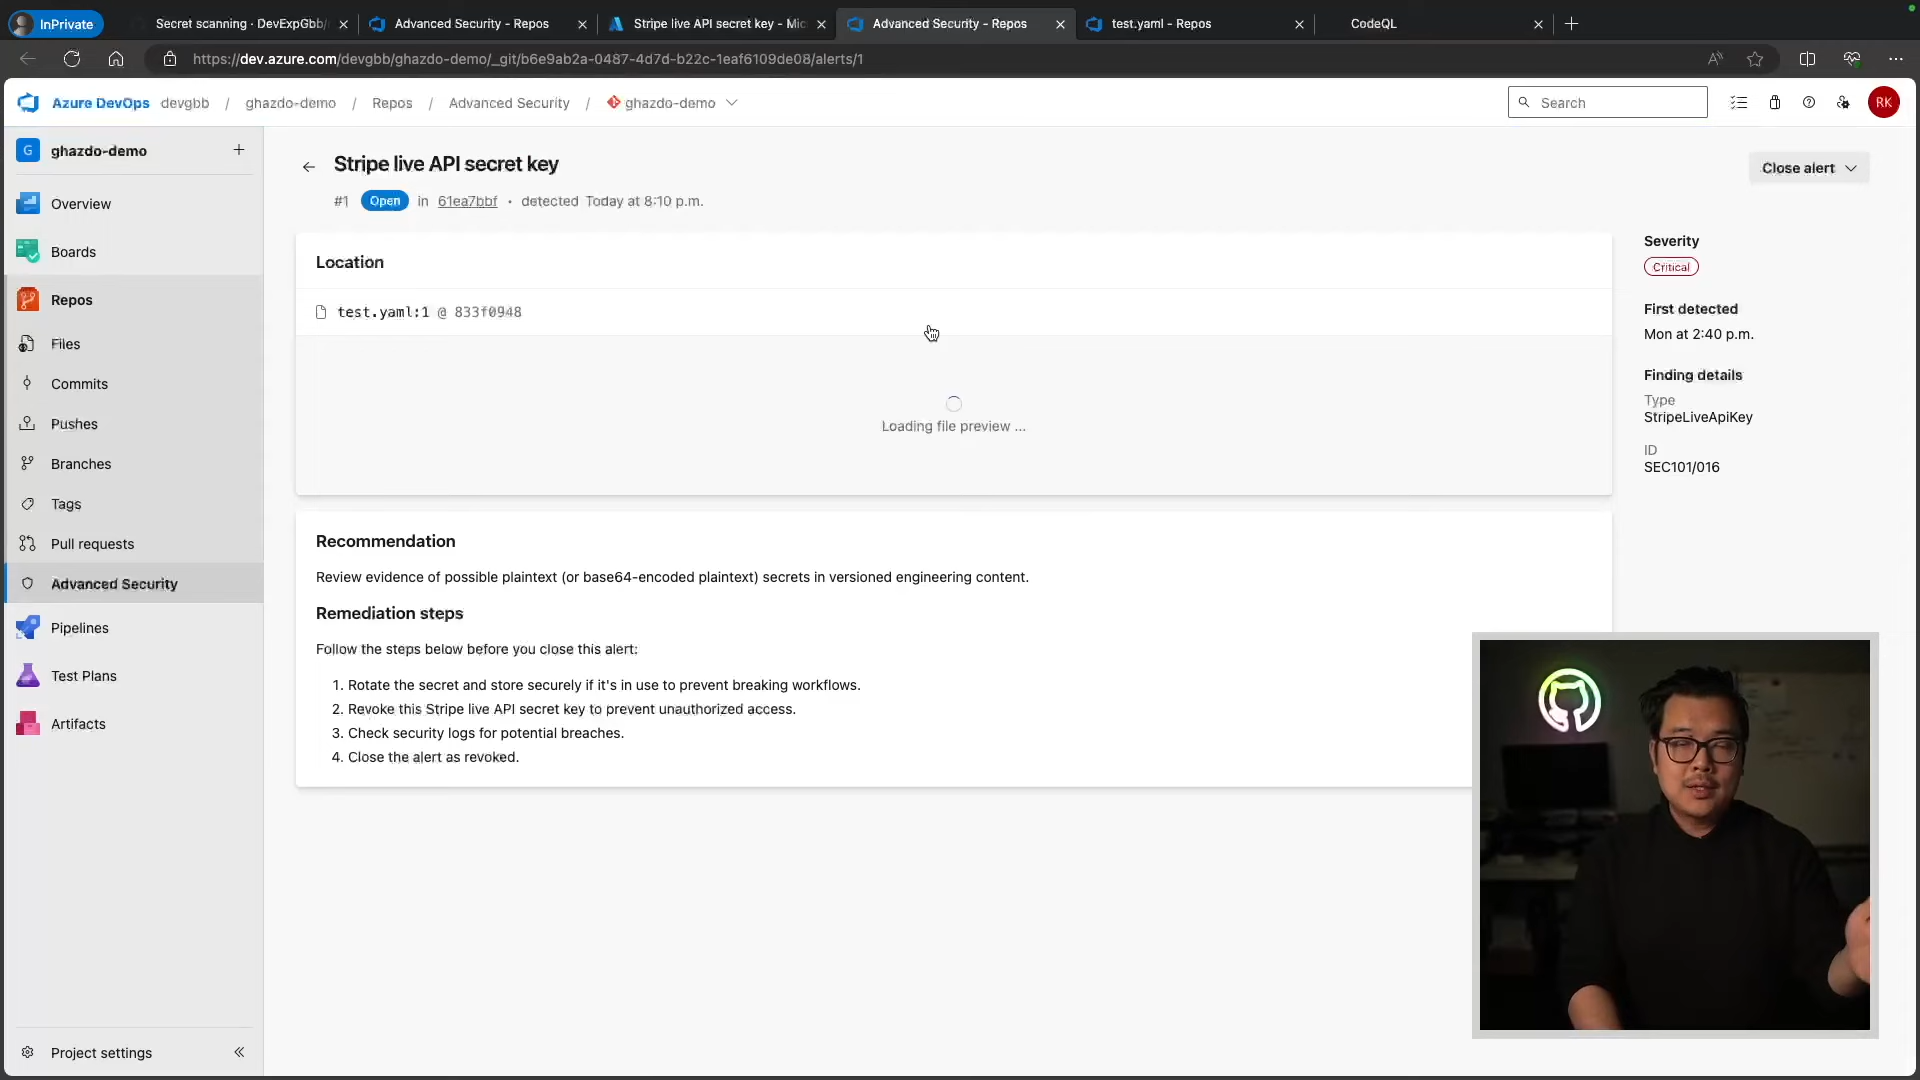 InPrivate
Secret scanning · DevExpGbb/
Advanced Security - Repos
Stripe live API secret key - Mic
Advanced Security - Repos
test.yaml - Repos
CodeQL
https://dev.azure.com/devgbb/ghazdo-demo/_git/b6e9ab2a-0487-4d7d-b22c-1eaf6109de08/alerts/1
Azure DevOps devgbb / ghazdo-demo / Repos / Advanced Security / ghazdo-demo
Search
RK
G ghazdo-demo
Overview
Boards
Repos
Files
Commits
Pushes
Branches
Tags
Pull requests
Advanced Security
Pipelines
Test Plans
Artifacts
Project settings
Stripe live API secret key
Close alert
#1 Open in 61ea7bbf • detected Today at 8:10 p.m.
Location
test.yaml:1 @ 833f0948
Loading file preview ...
Recommendation
Review evidence of possible plaintext (or base64-encoded plaintext) secrets in versioned engineering content.
Remediation steps
Follow the steps below before you close this alert:
1. Rotate the secret and store securely if it's in use to prevent breaking workflows.
2. Revoke this Stripe live API secret key to prevent unauthorized access.
3. Check security logs for potential breaches.
4. Close the alert as revoked.
Severity
Critical
First detected
Mon at 2:40 p.m.
Finding details
Type
StripeLiveApiKey
ID
SEC101/016